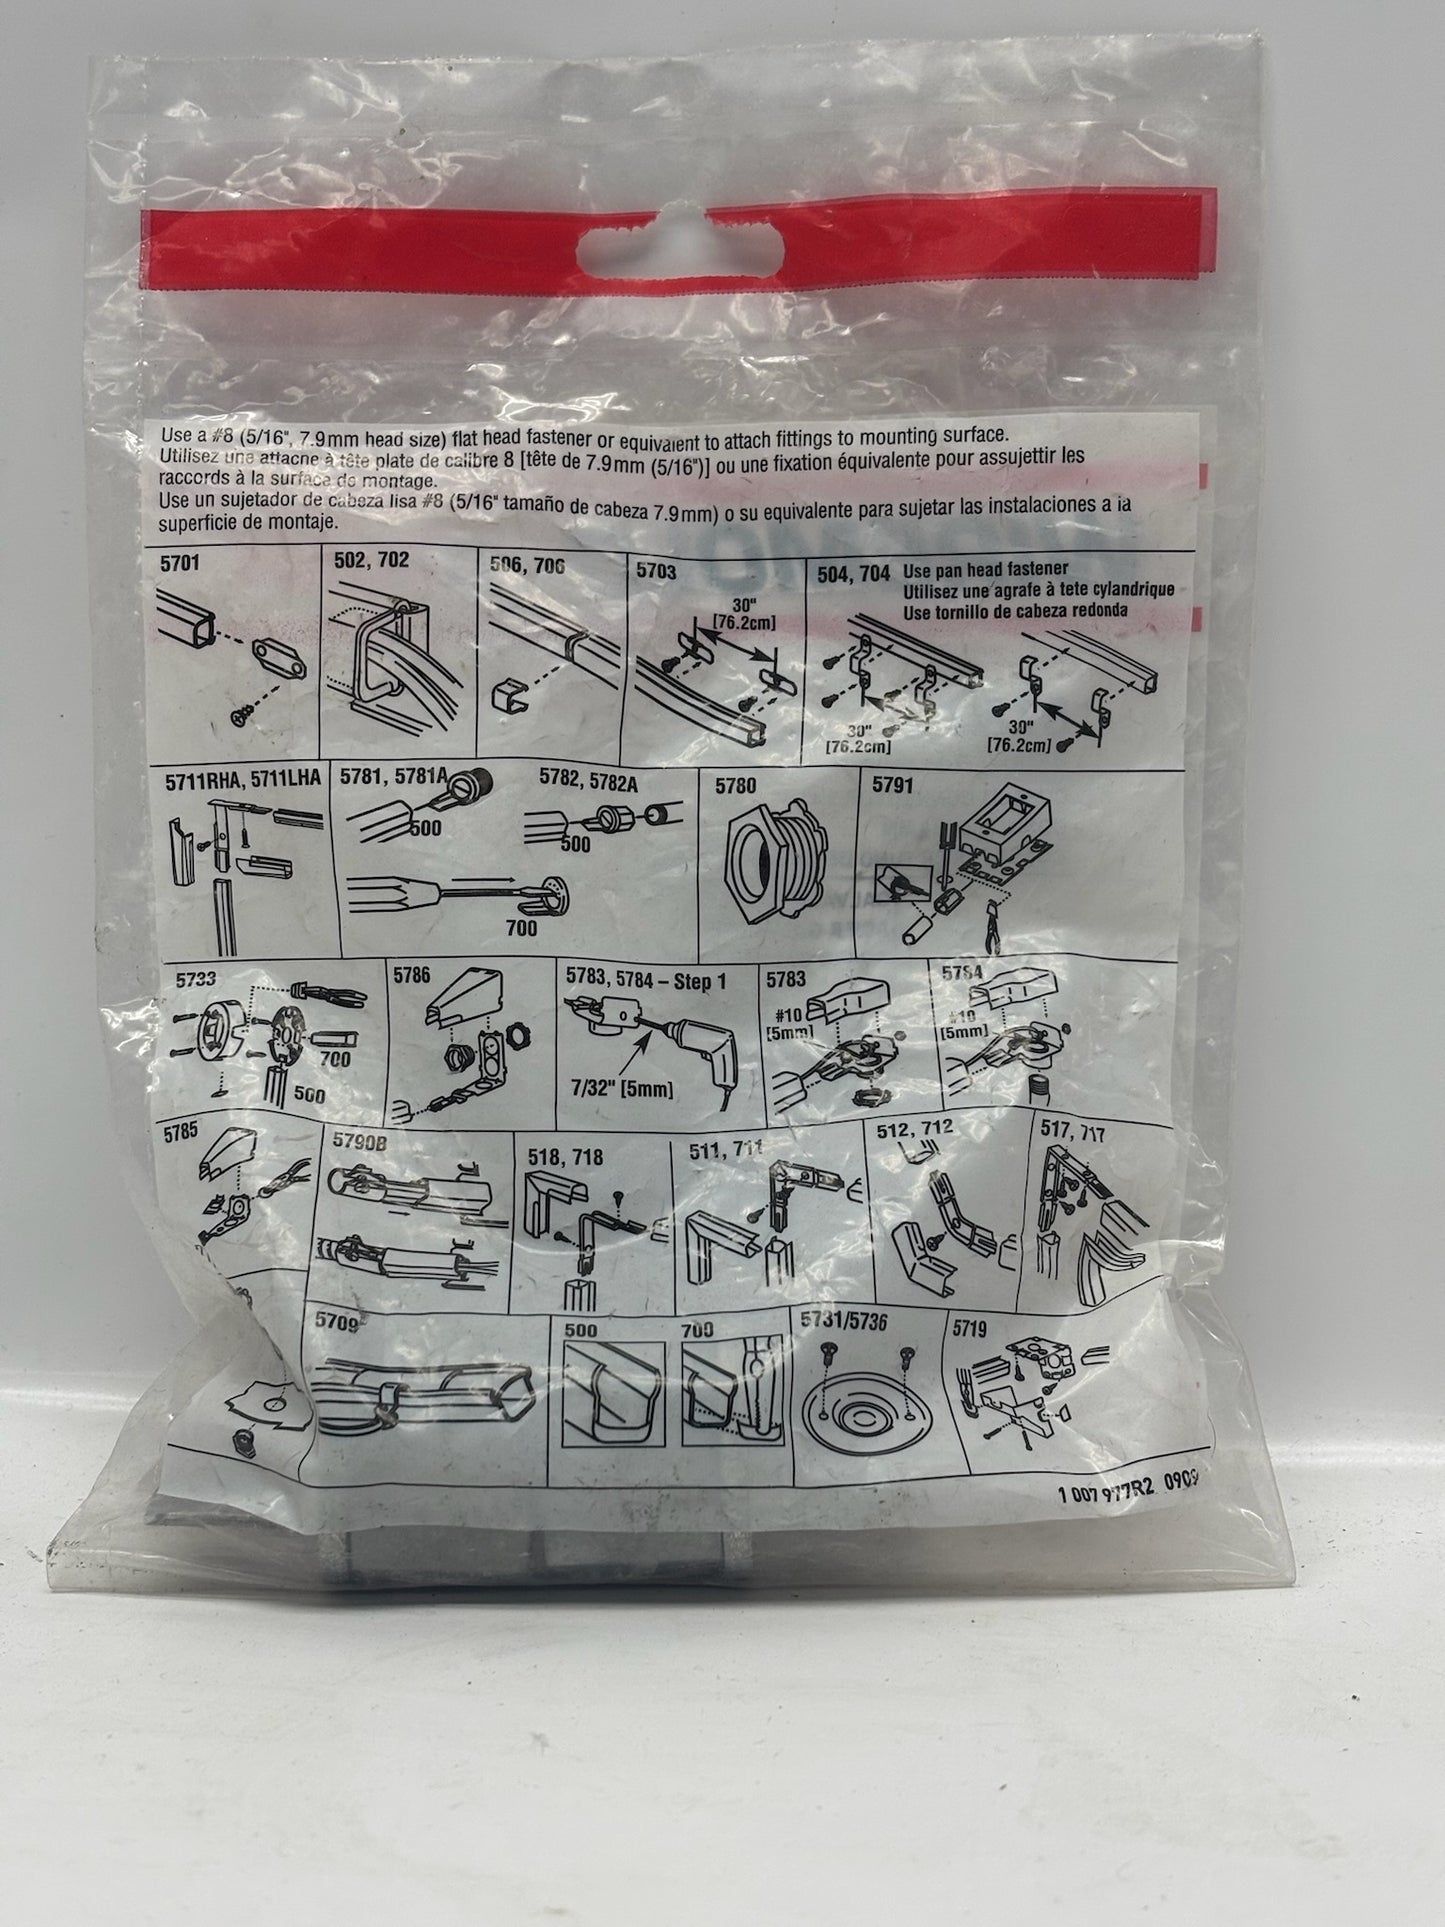 Use a #8 (5/16", 7.9mm head size) flat head fastener or equivalent to attach fittings to mounting surface.
Utilisez une attache à tête plate de calibre 8 [tête de 7.9mm (5/16")] ou une fixation équivalente pour assujettir les
raccords à la surface de montage.
Use un sujetador de cabeza lisa #8 (5/16" tamaño de cabeza 7.9mm) o su equivalente para sujetar las instalaciones a la
superficie de montaje.
5701
502, 702
506, 706
5703
30"
[76.2cm]
504, 704
Use pan head fastener
Utilisez une agrafe à tete cylandrique
Use tornillo de cabeza redonda
30"
[76.2cm]
30"
[76.2cm]
5711RHA, 5711LHA
5781, 5781A
500
5782, 5782A
500
700
5780
5791
5733
700
500
5786
5783, 5784 – Step 1
7/32" [5mm]
5783
#10
[5mm]
5784
#10
[5mm]
5785
5790B
518, 718
511, 711
512, 712
517, 717
5709
500
700
5731/5736
5719
1 007 977R2 0909